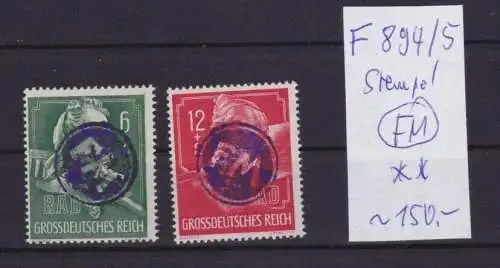 6
RAD
GROSSDEUTSCHES REICH
12
GROSSDEUTSCHES REICH
F 894/5
Stempel
FM
**
~150,-